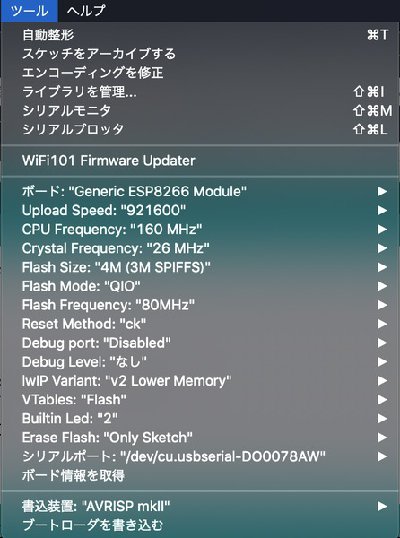 ツール ヘルプ
自動整形 ⌘T
スケッチをアーカイブする
エンコーディングを修正
ライブラリを管理... ⇧⌘I
シリアルモニタ ⇧⌘M
シリアルプロッタ ⇧⌘L
WiFi101 Firmware Updater
ボード: "Generic ESP8266 Module" ▶
Upload Speed: "921600" ▶
CPU Frequency: "160 MHz" ▶
Crystal Frequency: "26 MHz" ▶
Flash Size: "4M (3M SPIFFS)" ▶
Flash Mode: "QIO" ▶
Flash Frequency: "80MHz" ▶
Reset Method: "ck" ▶
Debug port: "Disabled" ▶
Debug Level: "なし" ▶
lwIP Variant: "v2 Lower Memory" ▶
VTables: "Flash" ▶
Builtin Led: "2" ▶
Erase Flash: "Only Sketch" ▶
シリアルポート: "/dev/cu.usbserial-DO0078AW" ▶
ボード情報を取得
書込装置: "AVRISP mkII" ▶
ブートローダを書き込む